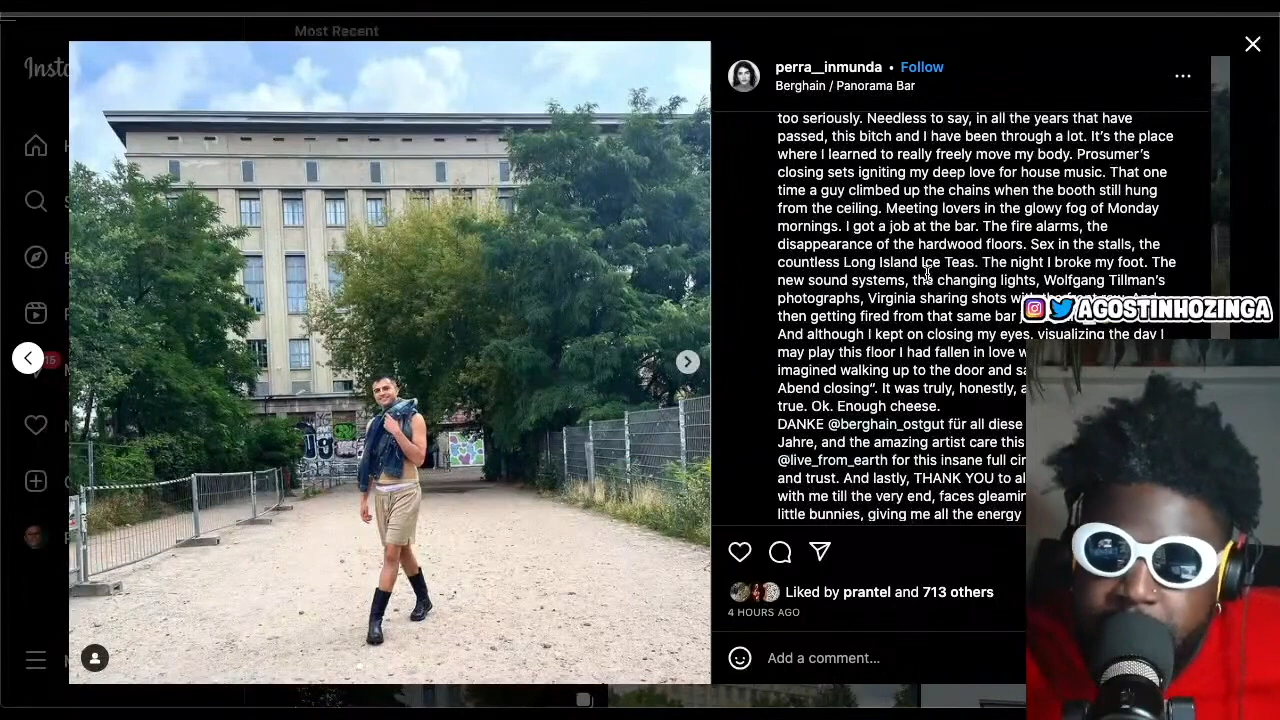 Most Recent
Insta
perra__inmunda • Follow
Berghain / Panorama Bar
too seriously. Needless to say, in all the years that have
passed, this bitch and I have been through a lot. It's the place
where I learned to really freely move my body. Prosumer's
closing sets igniting my deep love for house music. That one
time a guy climbed up the chains when the booth still hung
from the ceiling. Meeting lovers in the glowy fog of Monday
mornings. I got a job at the bar. The fire alarms, the
disappearance of the hardwood floors. Sex in the stalls, the
countless Long Island Ice Teas. The night I broke my foot. The
new sound systems, the changing lights, Wolfgang Tillman's
photographs, Virginia sharing shots with the front row. And
then getting fired from that same bar
And although I kept on closing my eyes, visualizing the day I
may play this floor I had fallen in love
imagined walking up to the door and
Abend closing“. It was truly, honestly,
true. Ok. Enough cheese.
DANKE @berghain_ostgut für all diese
Jahre, and the amazing artist care this
@live_from_earth for this insane full
and trust. And lastly, THANK YOU to
with me till the very end, faces
little bunnies, giving me all the energy
AGOSTINHOZINGA
15
Liked by prantel and 713 others
4 HOURS AGO
Add a comment...